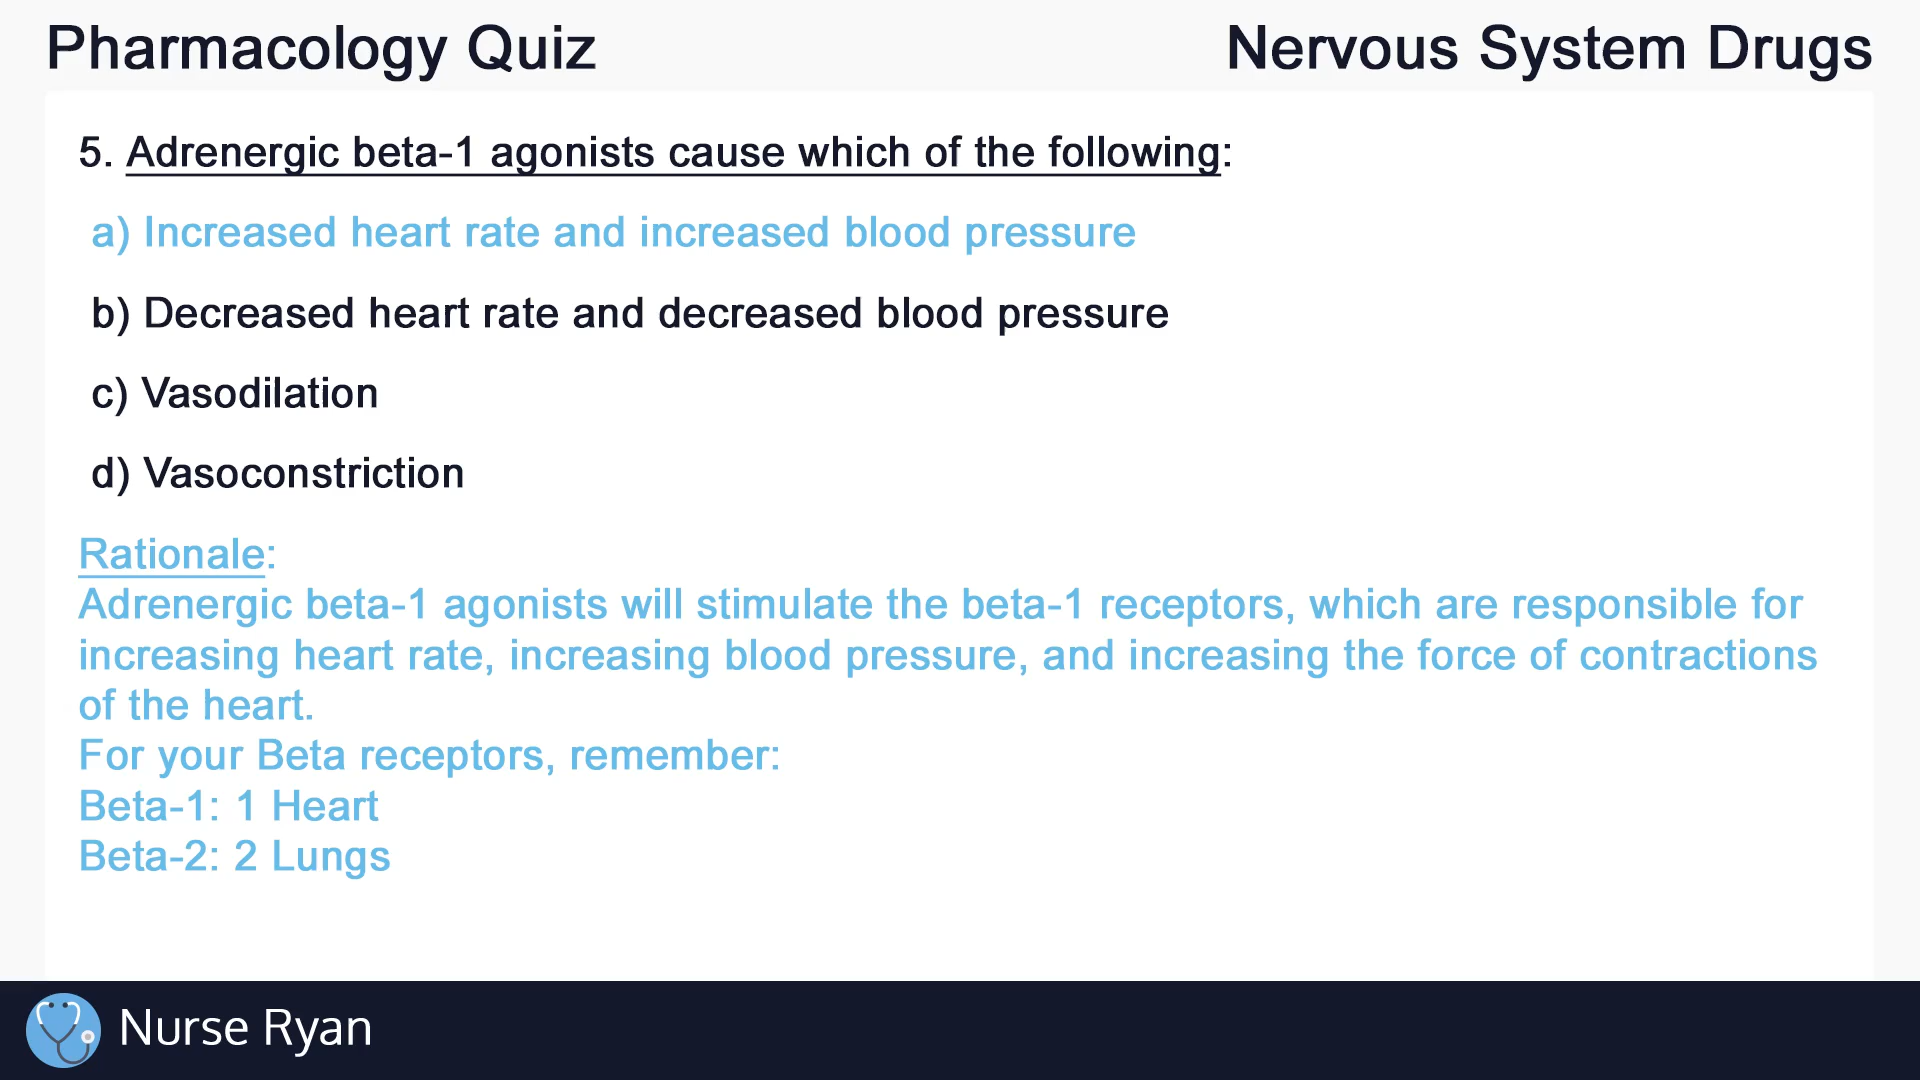 Pharmacology Quiz
Nervous System Drugs
5. Adrenergic beta-1 agonists cause which of the following:
a) Increased heart rate and increased blood pressure
b) Decreased heart rate and decreased blood pressure
c) Vasodilation
d) Vasoconstriction
Rationale:
Adrenergic beta-1 agonists will stimulate the beta-1 receptors, which are responsible for
increasing heart rate, increasing blood pressure, and increasing the force of contractions
of the heart.
For your Beta receptors, remember:
Beta-1: 1 Heart
Beta-2: 2 Lungs
Nurse Ryan